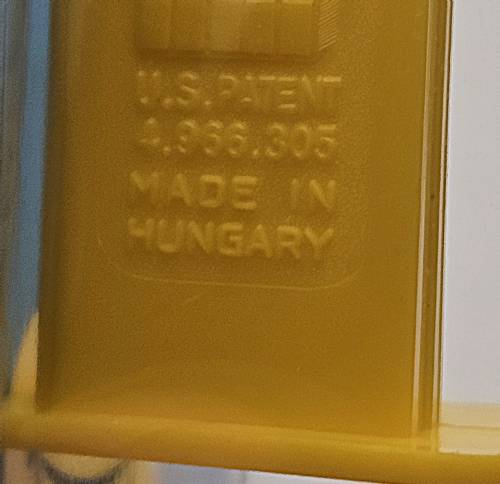 U.S. PATENT
4,966,305
MADE IN
HUNGARY